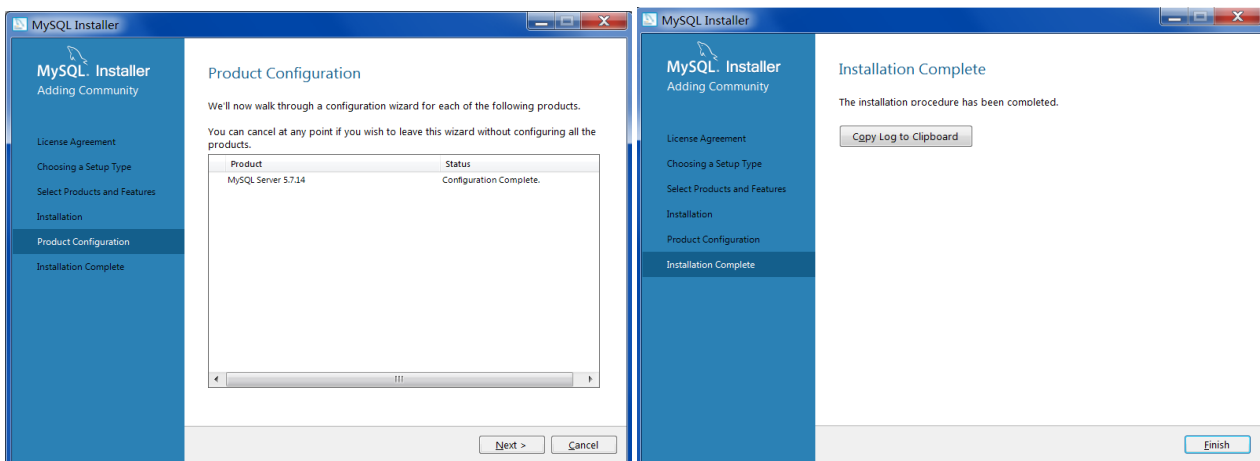 MySQL Installer
MySQL. Installer
Adding Community
License Agreement
Choosing a Setup Type
Select Products and Features
Installation
Product Configuration
Installation Complete
Product Configuration
We'll now walk through a configuration wizard for each of the following products.
You can cancel at any point if you wish to leave this wizard without configuring all the
products.
Product Status
MySQL Server 5.7.14 Configuration Complete.
Next > Cancel
MySQL Installer
MySQL. Installer
Adding Community
License Agreement
Choosing a Setup Type
Select Products and Features
Installation
Product Configuration
Installation Complete
Installation Complete
The installation procedure has been completed.
Copy Log to Clipboard
Finish